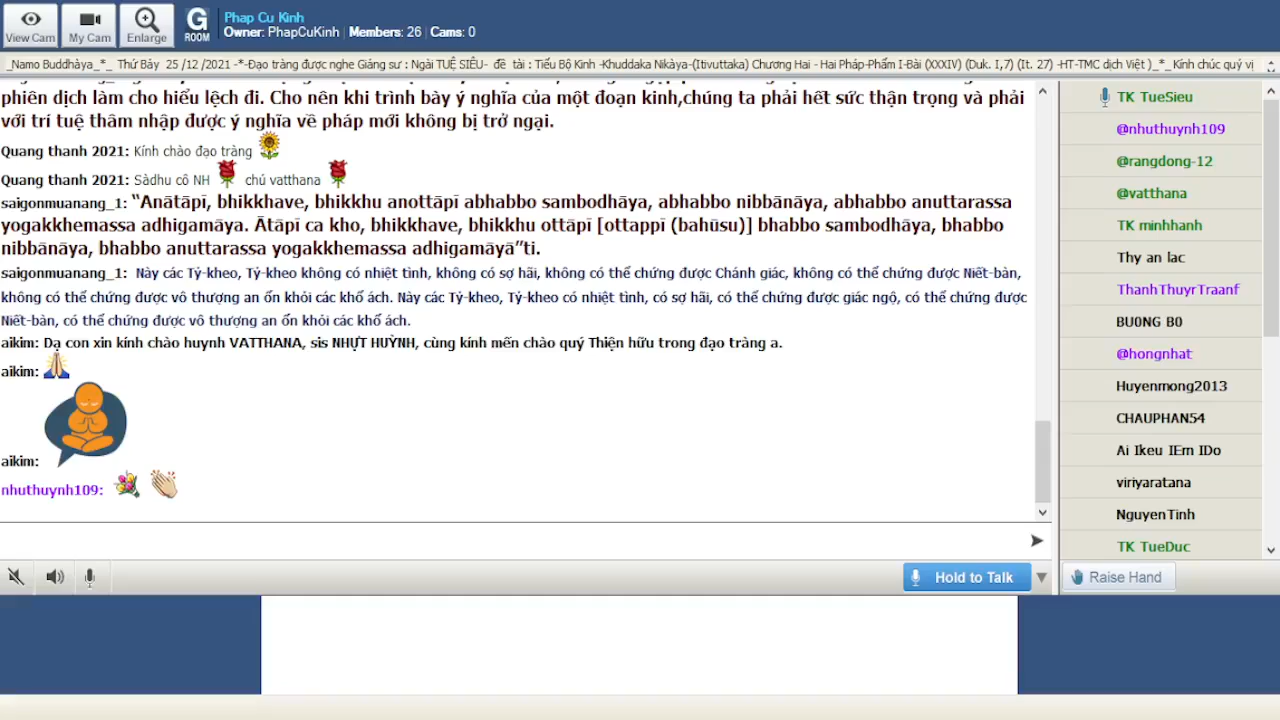 View Cam
My Cam
Enlarge
G
ROOM
Phap Cu Kinh
Owner: PhapCuKinh | Members: 26 | Cams: 0
_Namo Buddhàya_*_ Thứ Bảy 25 /12 /2021 -*-Đạo tràng được nghe Giáng sư : Ngài TUỆ SIÊU- đề tài : Tiểu Bộ Kinh -Khuddaka Nikàya-(Itivuttaka) Chương Hai - Hai Pháp-Phẩm I-Bài (XXXIV) (Duk. I,7) (It. 27) -HT-TMC dịch Việt )_*_Kính chúc quý vị
phiên dịch làm cho hiểu lệch đi. Cho nên khi trình bày ý nghĩa của một đoạn kinh,chúng ta phải hết sức thận trọng và phải
với trí tuệ thâm nhập được ý nghĩa về pháp mới không bị trở ngại.
Quang thanh 2021: Kính chào đạo tràng
Quang thanh 2021: Sàdhu cô NH chú vatthana
saigonmuanang_1: “Anātāpī, bhikkhave, bhikkhu anottāpī abhabbo sambodhāya, abhabbo nibbānāya, abhabbo anuttarassa
yogakkhemassa adhigamāya. Ātāpī ca kho, bhikkhave, bhikkhu ottāpī [ottappī (bahūsu)] bhabbo sambodhāya, bhabbo
nibbānāya, bhabbo anuttarassa yogakkhemassa adhigamāyā”ti.
saigonmuanang_1: Này các Tỷ-kheo, Tỷ-kheo không có nhiệt tình, không có sợ hãi, không có thể chứng được Chánh giác, không có thể chứng được Niết-bàn,
không có thể chứng được vô thượng an ổn khỏi các khổ ách. Này các Tỷ-kheo, Tỷ-kheo có nhiệt tình, có sợ hãi, có thể chứng được giác ngộ, có thể chứng được
Niết-bàn, có thể chứng được vô thượng an ổn khỏi các khổ ách.
aikim: Dạ con xin kính chào huynh VATTHANA, sis NHỰT HUỲNH, cùng kính mến chào quý Thiện hữu trong đạo tràng a.
aikim:
aikim:
nhuthuynh109:
Hold to Talk
TK TueSieu
@nhuthuynh109
@rangdong-12
@vatthana
TK minhhanh
Thy an lac
ThanhThuyrTraanf
BU0NG B0
@hongnhat
Huyenmong2013
CHAUPHAN54
Ai Ikeu IEm IDo
viriyaratana
NguyenTinh
TK TueDuc
Raise Hand